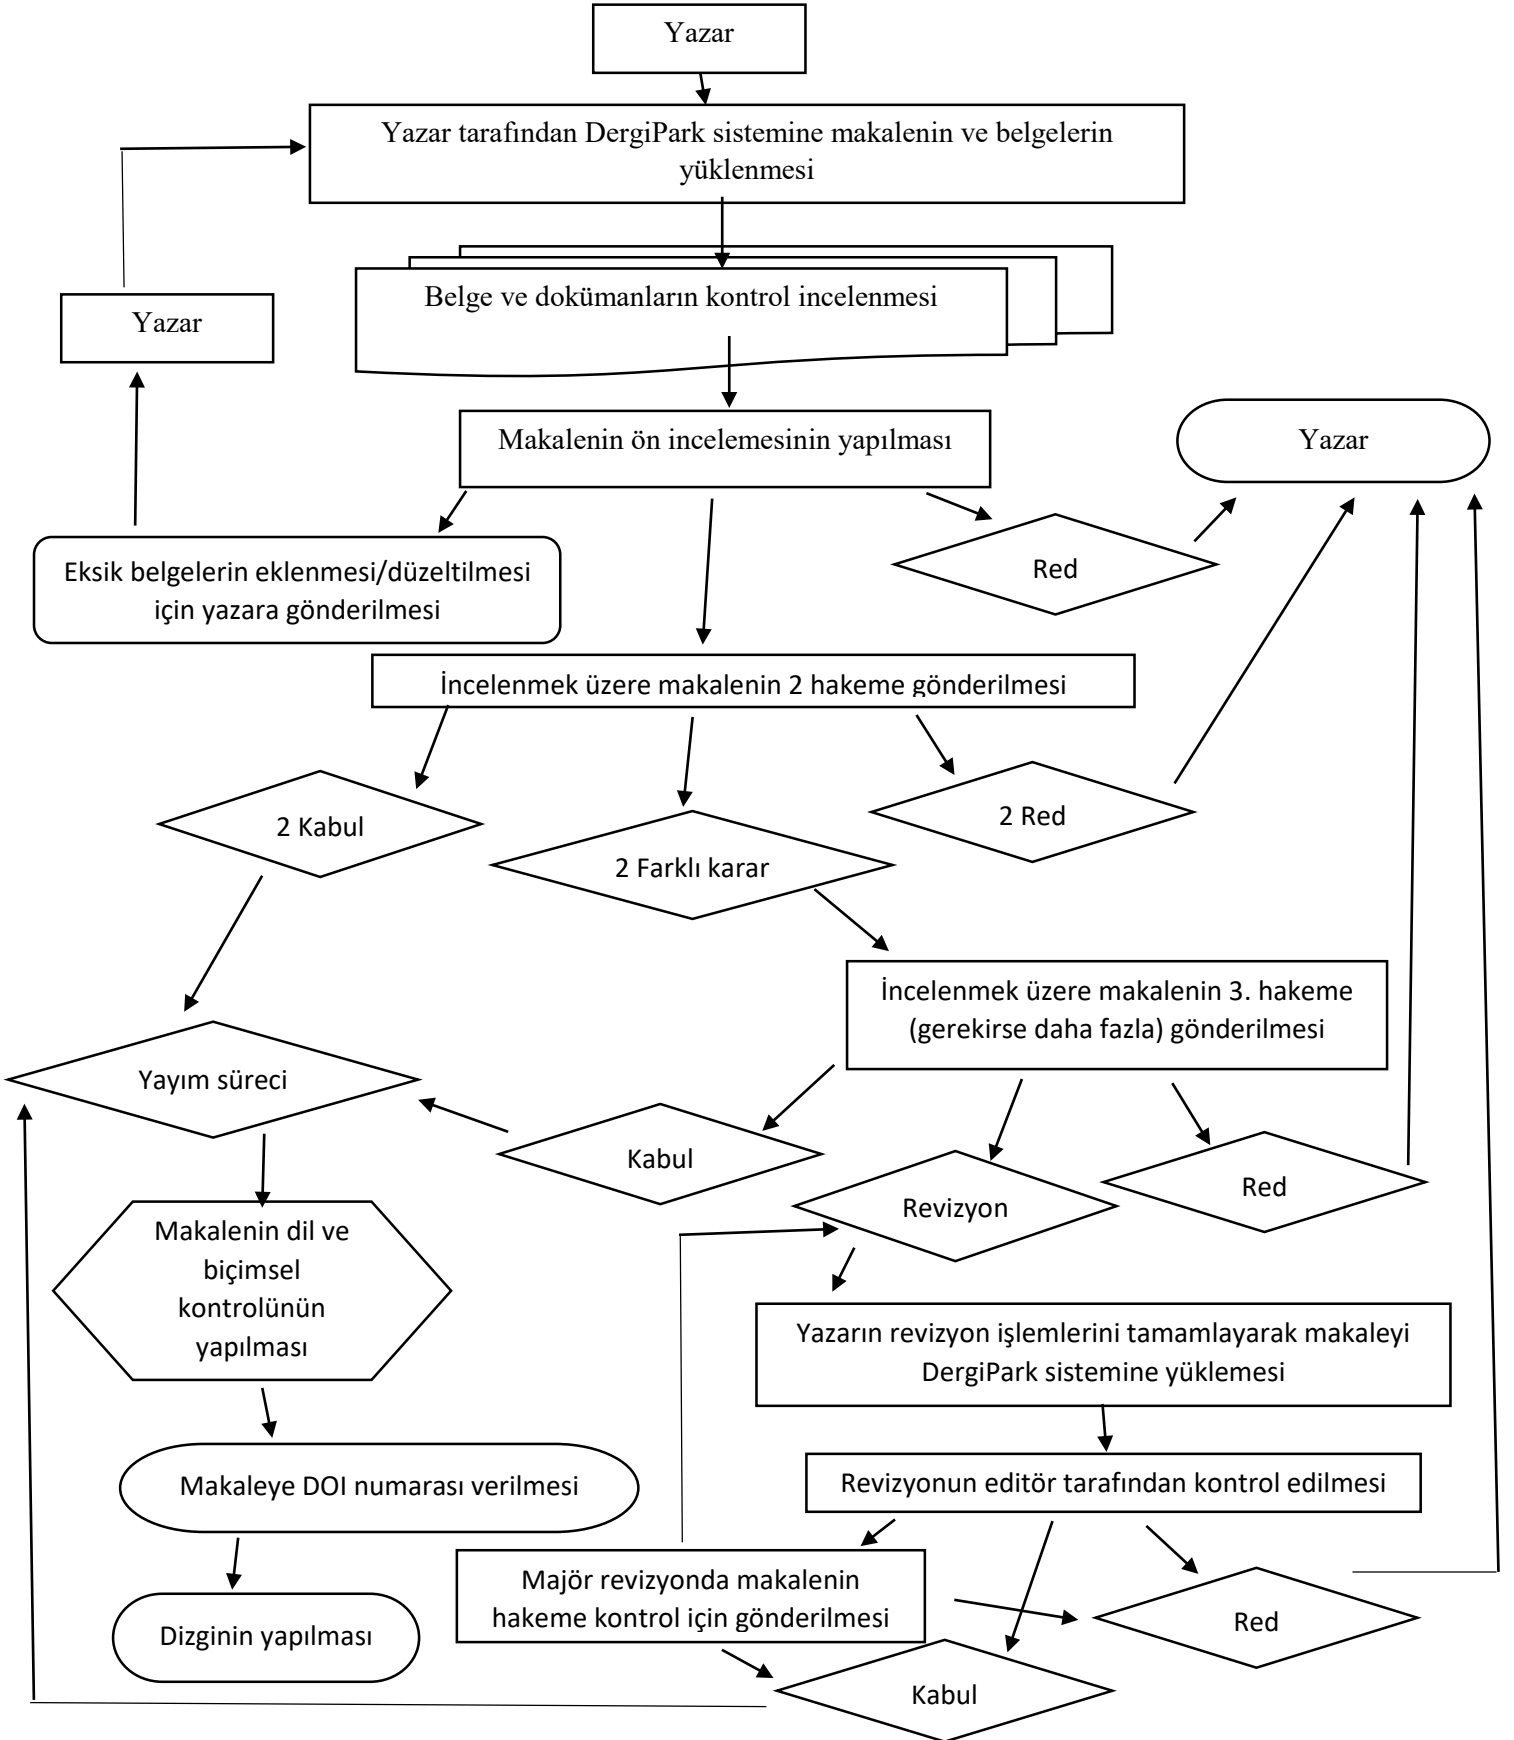 Yazar
Yazar tarafından DergiPark sistemine makalenin ve belgelerin
yüklenmesi
Belge ve dokümanların kontrol incelenmesi
Yazar
Makalenin ön incelemesinin yapılması
Yazar
Eksik belgelerin eklenmesi/düzeltilmesi
için yazara gönderilmesi
Red
İncelenmek üzere makalenin 2 hakeme gönderilmesi
2 Kabul
2 Farklı karar
2 Red
İncelenmek üzere makalenin 3. hakeme
(gerekirse daha fazla) gönderilmesi
Yayım süreci
Kabul
Revizyon
Red
Makalenin dil ve
biçimsel
kontrolünün
yapılması
Yazarın revizyon işlemlerini tamamlayarak makaleyi
DergiPark sistemine yüklemesi
Makaleye DOI numarası verilmesi
Revizyonun editör tarafından kontrol edilmesi
Majör revizyonda makalenin
hakeme kontrol için gönderilmesi
Dizginin yapılması
Red
Kabul